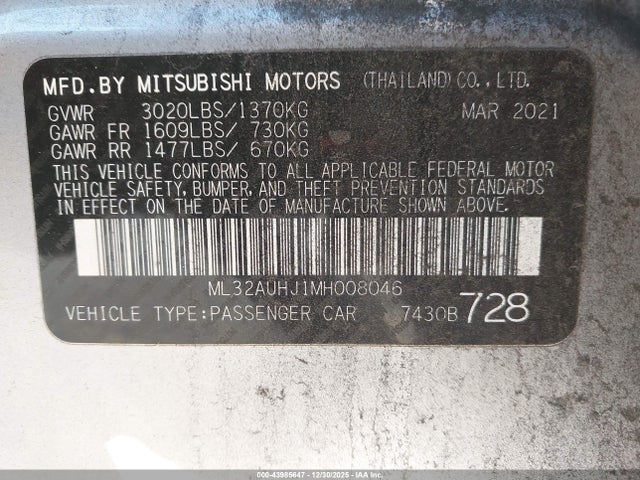 MFD.BY MITSUBISHI MOTORS (THAILAND)CO.,LTD.
GVWR 3020LBS/1370KG MAR 2021
GAWR FR 1609LBS/ 730KG
GAWR RR 1477LBS/ 670KG
THIS VEHICLE CONFORMS TO ALL APPLICABLE FEDERAL MOTOR
VEHICLE SAFETY, BUMPER, AND THEFT PREVENTION STANDARDS
IN EFFECT ON THE DATE OF MANUFACTURE SHOWN ABOVE.
ML32AUHJ1MH008046
VEHICLE TYPE:PASSENGER CAR 7430B 728
000-43985647 - 12/30/2025 - IAAI.COM